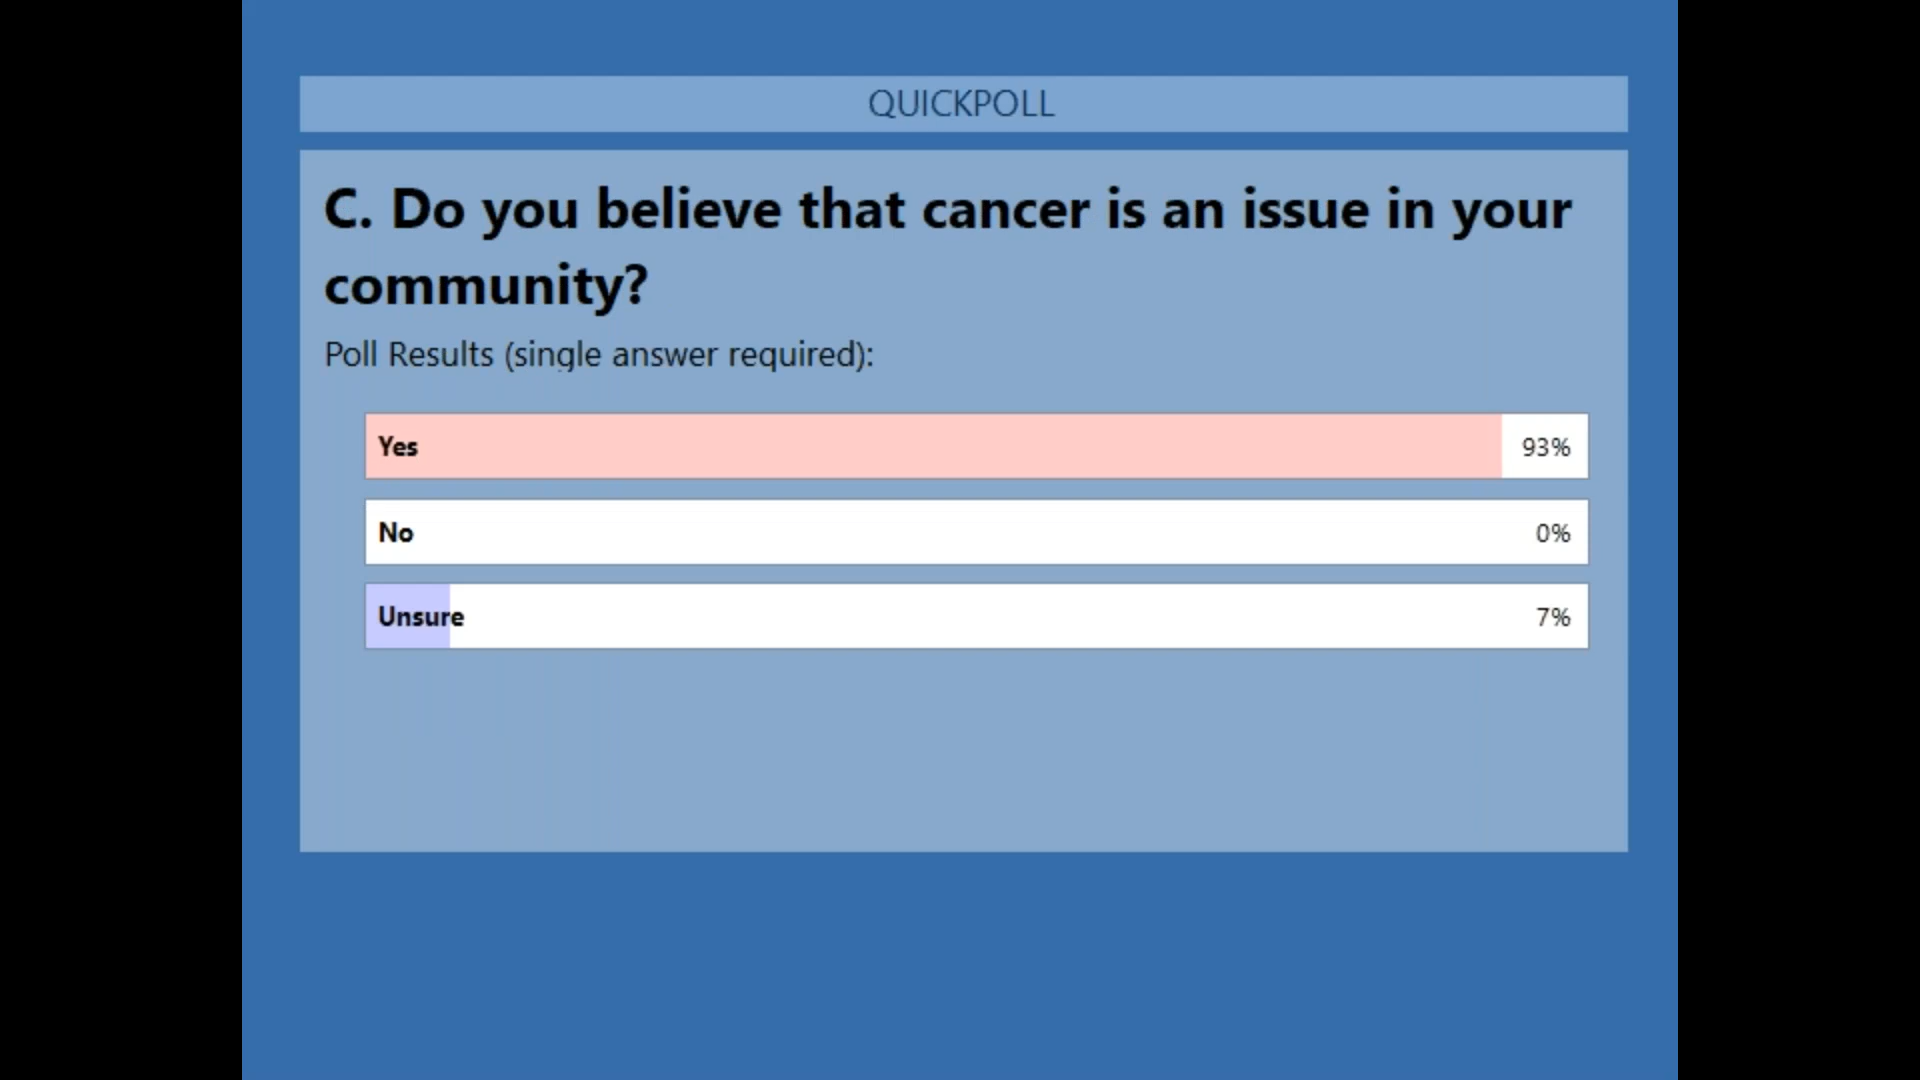 QUICKPOLL
C. Do you believe that cancer is an issue in your
community?
Poll Results (single answer required):
Yes 93%
No 0%
Unsure 7%